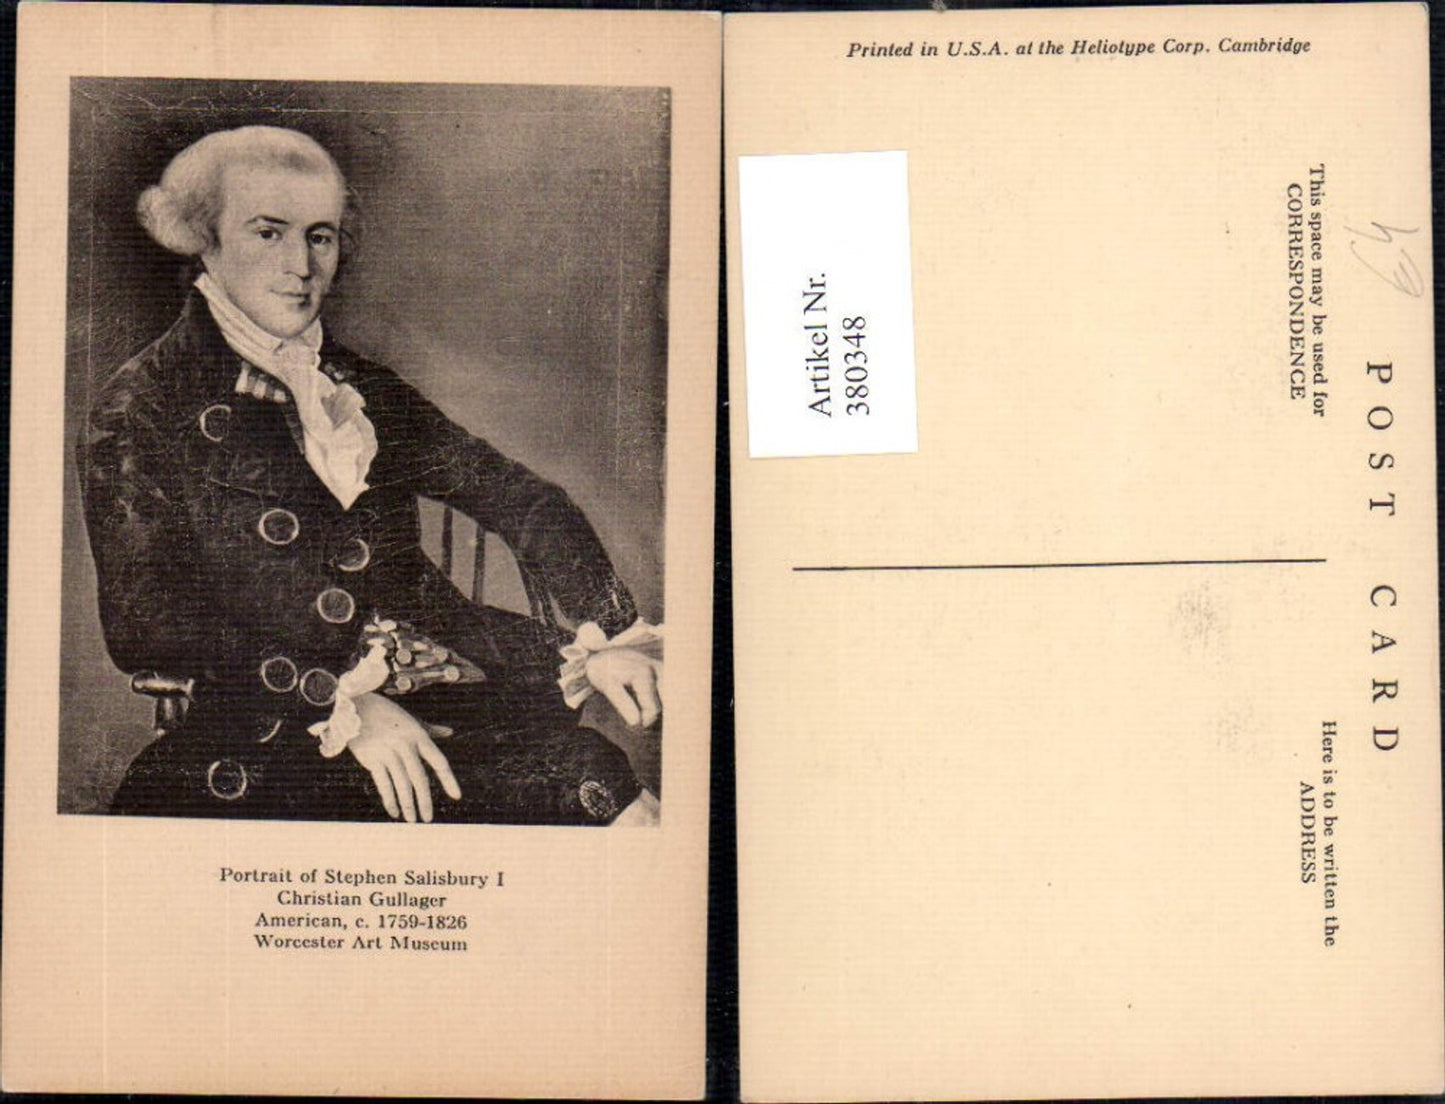 Portrait of Stephen Salisbury I
Christian Gullager
American, c. 1759-1826
Worcester Art Museum
Printed in U.S.A. at the Heliotype Corp. Cambridge
Artikel Nr.
380348
POST CARD
This space may be used for
CORRESPONDENCE
Here is to be written the
ADDRESS